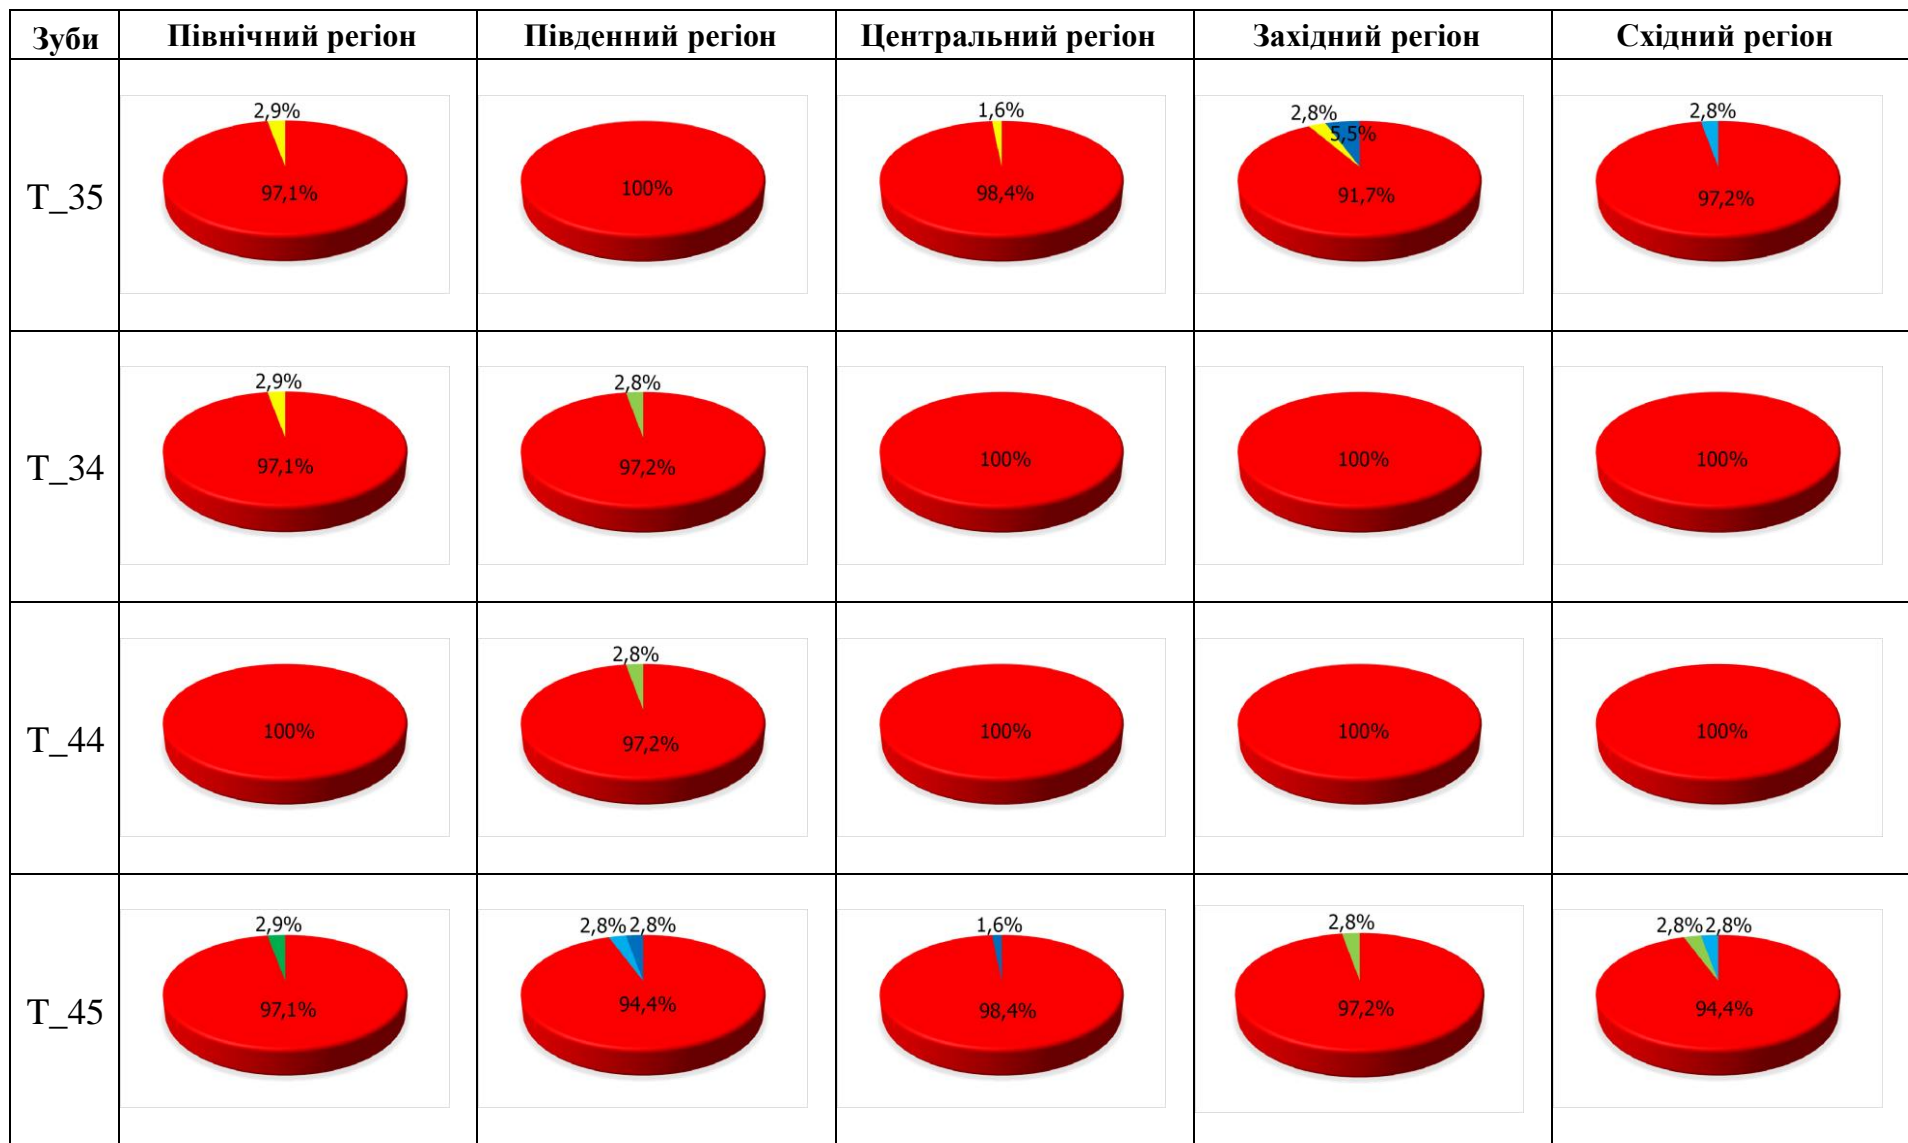 Зуби Північний регіон Південний регіон Центральний регіон Західний регіон Східний регіон
2,9% 1,6% 2,8% 2,8%
5,5%
T_35 97,1% 100% 98,4% 91,7% 97,2%
2,9% 2,8%
T_34 97,1% 97,2% 100% 100% 100%
2,8%
T_44 100% 97,2% 100% 100% 100%
2,9% 2,8% 2,8% 1,6% 2,8% 2,8% 2,8%
T_45 97,1% 94,4% 98,4% 97,2% 94,4%